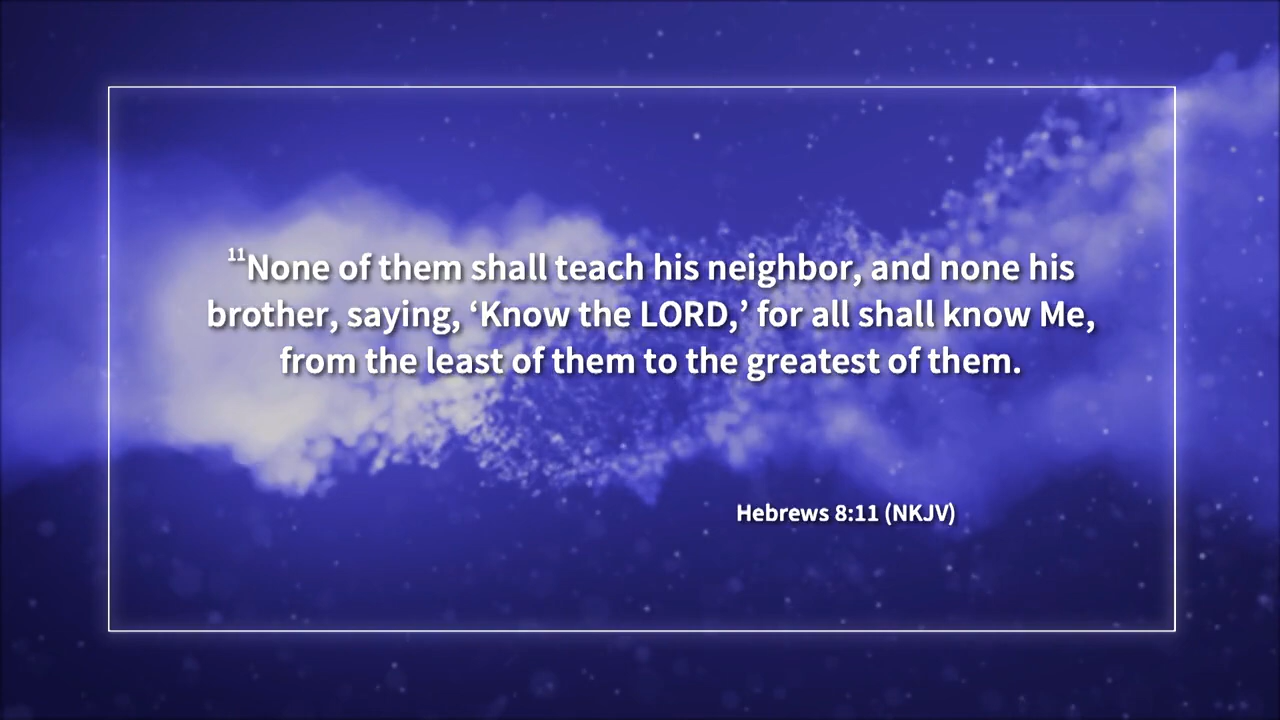 ¹¹None of them shall teach his neighbor, and none his
brother, saying, ‘Know the LORD,’ for all shall know Me,
from the least of them to the greatest of them.
Hebrews 8:11 (NKJV)